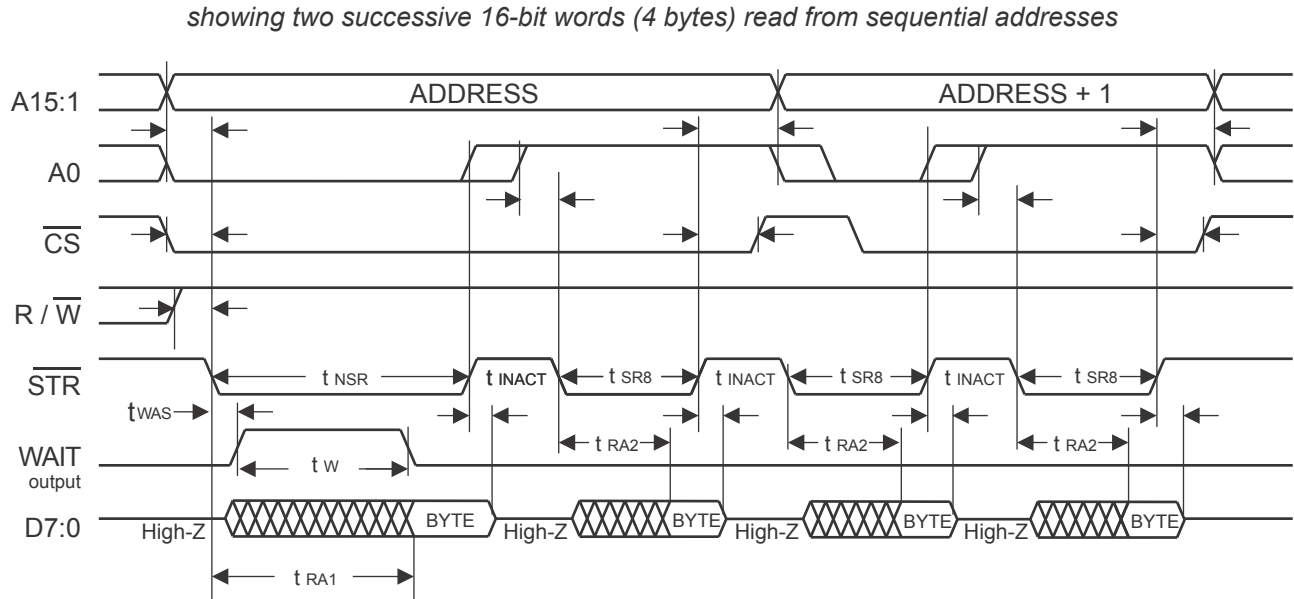 showing two successive 16-bit words (4 bytes) read from sequential addresses
A15:1 ADDRESS ADDRESS + 1
A0
CS
R / W
STR t NSR t INACT t SR8 t INACT t SR8 t INACT t SR8
t WAS
t RA2 t RA2 t RA2
WAIT t W
output
D7:0 High-Z BYTE High-Z BYTE High-Z BYTE High-Z BYTE
t RA1